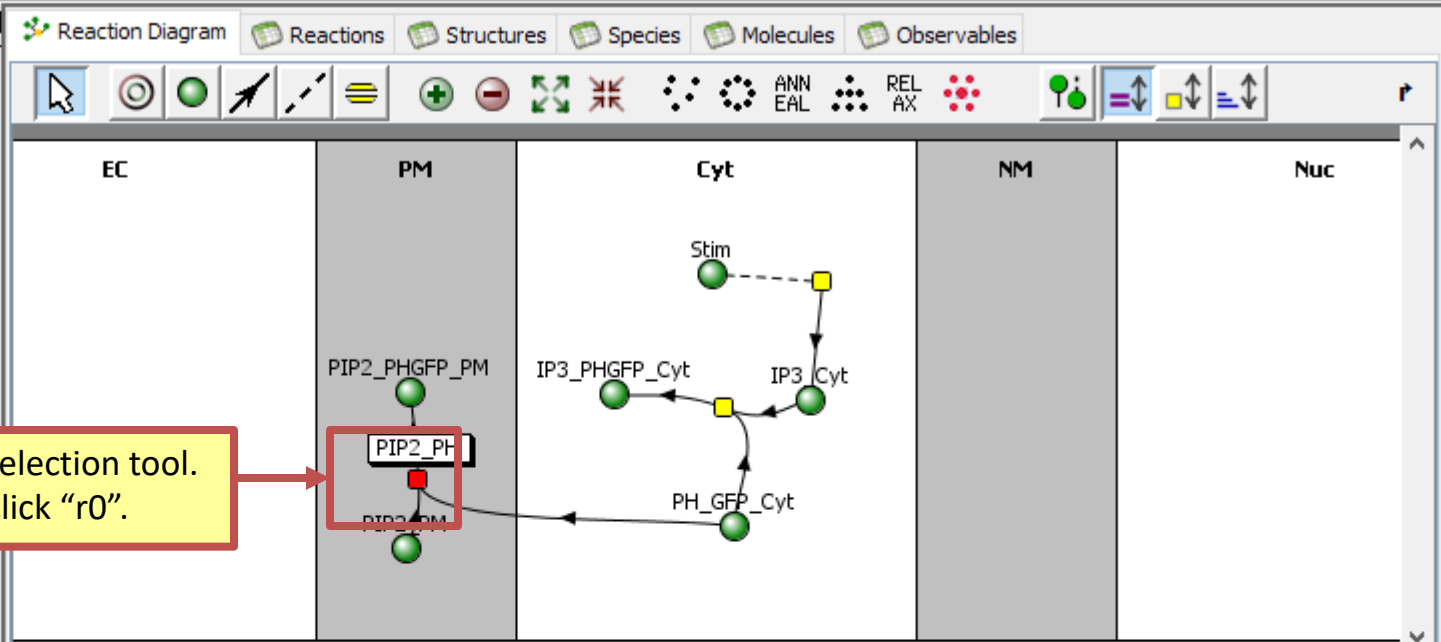 Reaction Diagram Reactions Structures Species Molecules Observables
ANN EAL REL AX
EC PM Cyt NM Nuc
Stim
PIP2_PHGFP_PM IP3_PHGFP_Cyt IP3_Cyt
PIP2_PH
election tool.
lick “r0”.
PH_GFP_Cyt
PIP2_PM